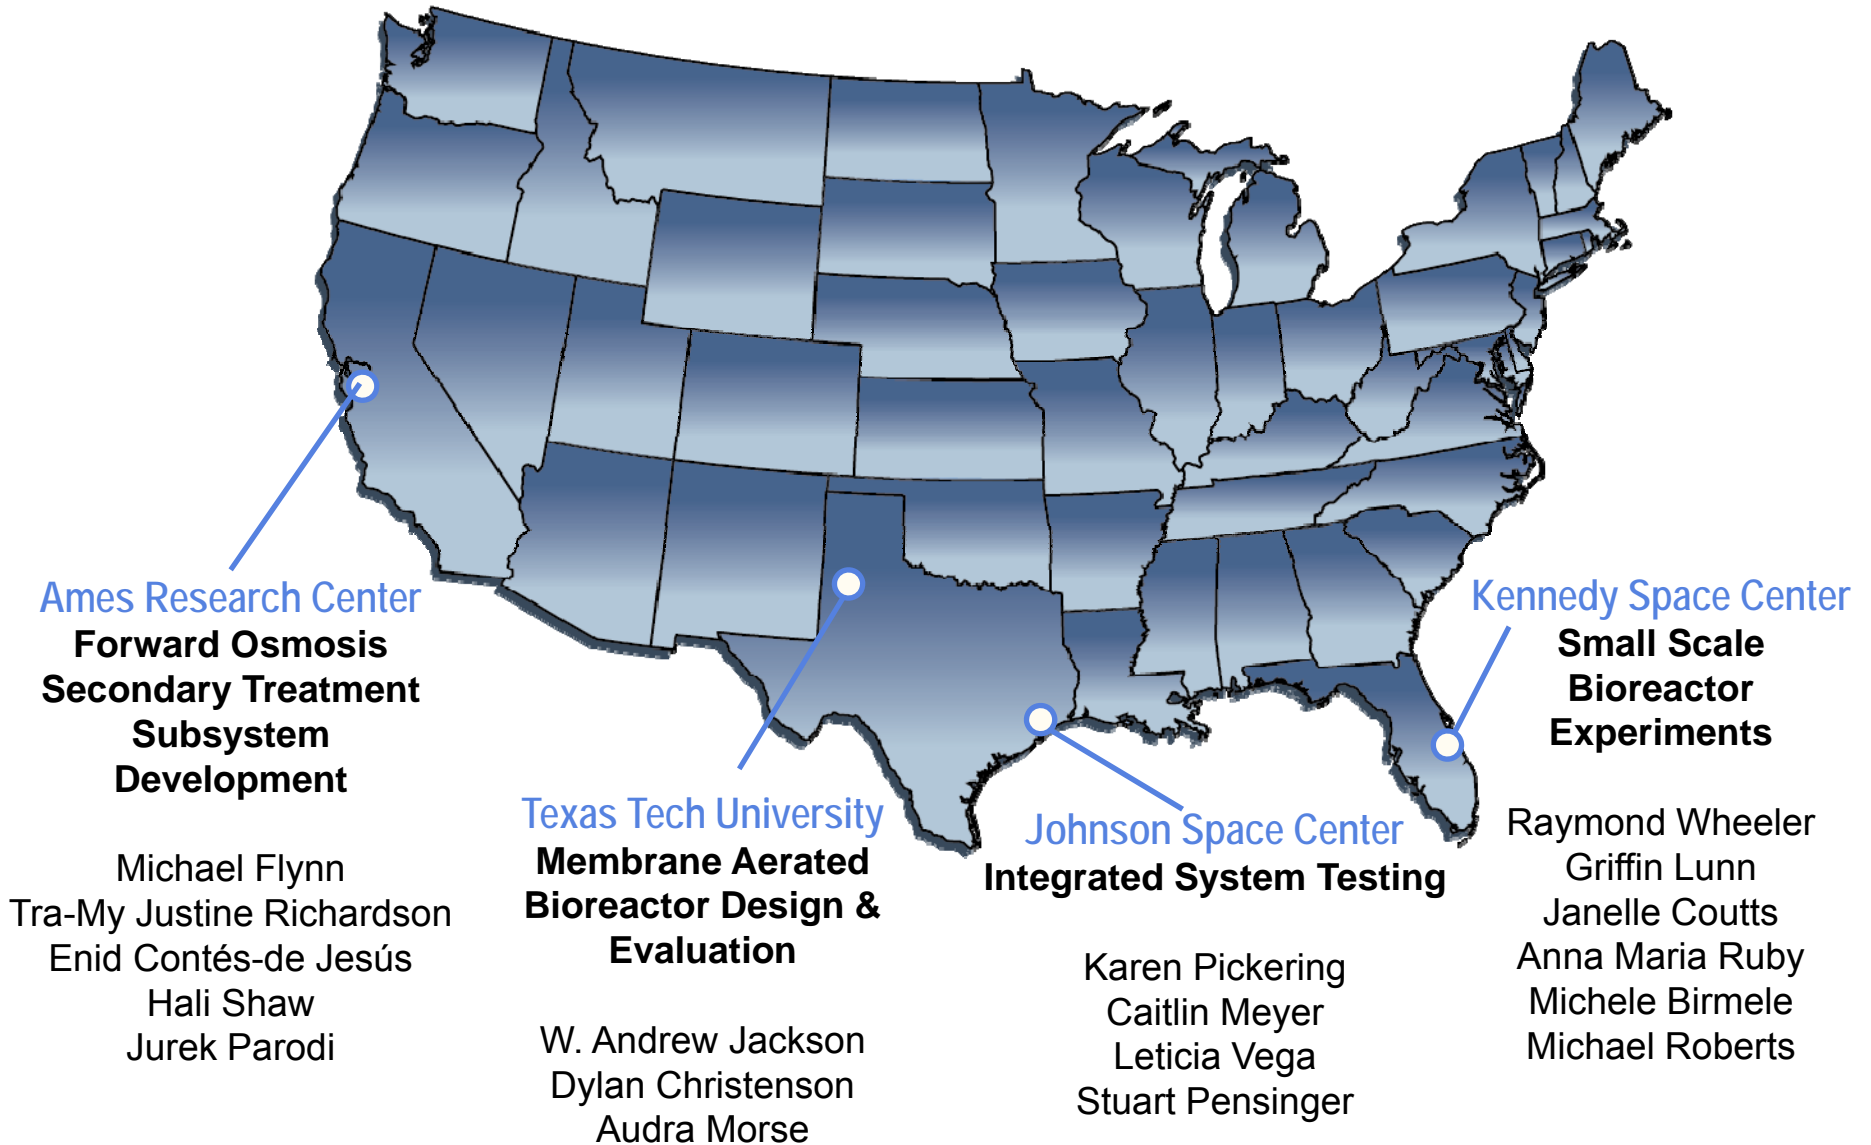 Ames Research Center
Forward Osmosis
Secondary Treatment
Subsystem
Development
Michael Flynn
Tra-My Justine Richardson
Enid Contés-de Jesús
Hali Shaw
Jurek Parodi
Texas Tech University
Membrane Aerated
Bioreactor Design &
Evaluation
W. Andrew Jackson
Dylan Christenson
Audra Morse
Johnson Space Center
Integrated System Testing
Karen Pickering
Caitlin Meyer
Leticia Vega
Stuart Pensinger
Kennedy Space Center
Small Scale
Bioreactor
Experiments
Raymond Wheeler
Griffin Lunn
Janelle Coutts
Anna Maria Ruby
Michele Birmele
Michael Roberts